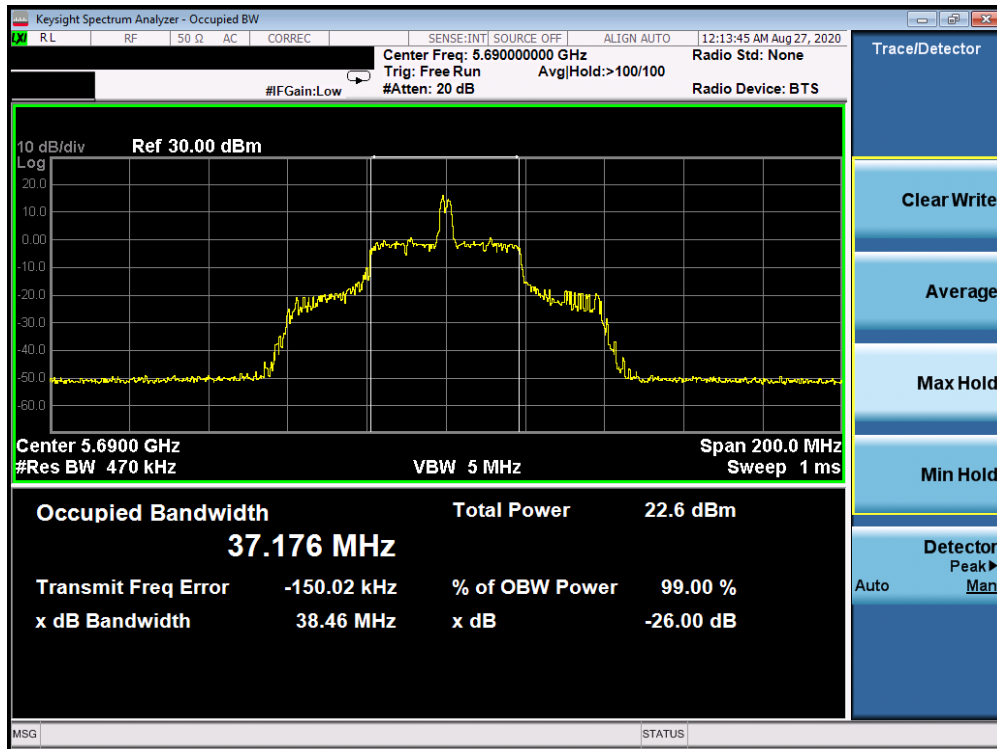 Keysight Spectrum Analyzer - Occupied BW
LXI RL RF 50 Ω AC CORREC SENSE:INT SOURCE OFF ALIGN AUTO 12:13:45 AM Aug 27, 2020
Center Freq: 5.690000000 GHz Radio Std: None
Trig: Free Run Avg|Hold:>100/100
#IFGain:Low #Atten: 20 dB Radio Device: BTS
10 dB/div Ref 30.00 dBm
Log
20.0
10.0
0.00
-10.0
-20.0
-30.0
-40.0
-50.0
-60.0
Center 5.6900 GHz Span 200.0 MHz
#Res BW 470 kHz VBW 5 MHz Sweep 1 ms
Occupied Bandwidth Total Power 22.6 dBm
37.176 MHz
Transmit Freq Error -150.02 kHz % of OBW Power 99.00 %
x dB Bandwidth 38.46 MHz x dB -26.00 dB
MSG STATUS
Trace/Detector
Clear Write
Average
Max Hold
Min Hold
Detector
Peak▶
Auto Man